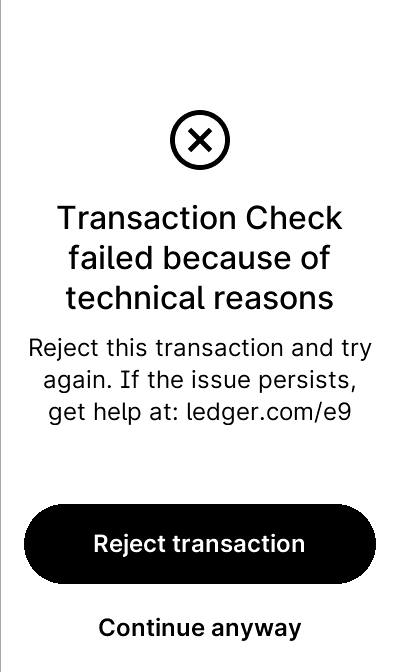 Transaction Check
failed because of
technical reasons
Reject this transaction and try
again. If the issue persists,
get help at: ledger.com/e9
Reject transaction
Continue anyway